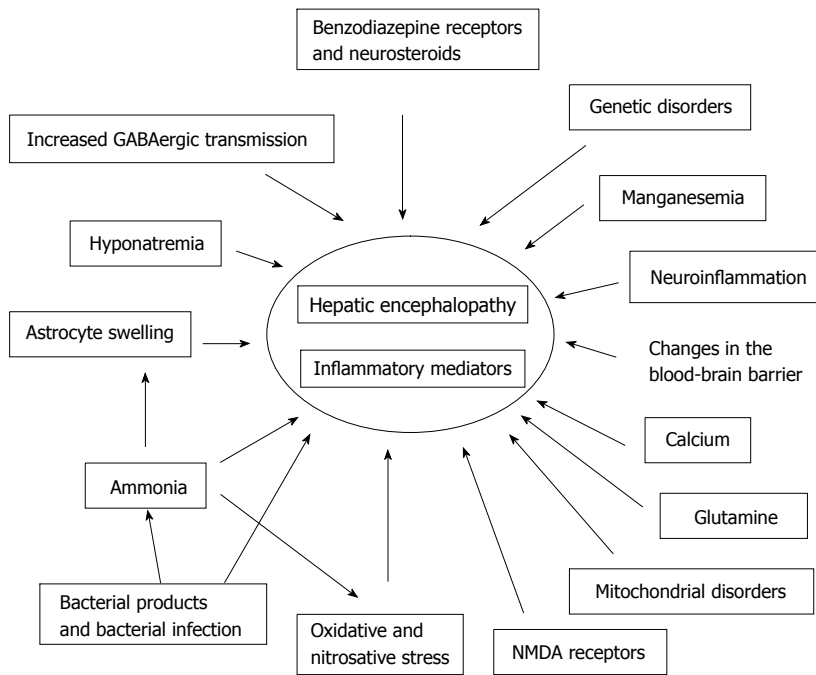 Benzodiazepine receptors
and neurosteroids
Genetic disorders
Increased GABAergic transmission
Manganesemia
Hyponatremia
Neuroinflammation
Hepatic encephalopathy
Astrocyte swelling
Changes in the
blood-brain barrier
Inflammatory mediators
Calcium
Ammonia
Glutamine
Mitochondrial disorders
Bacterial products
and bacterial infection
Oxidative and
nitrosative stress
NMDA receptors